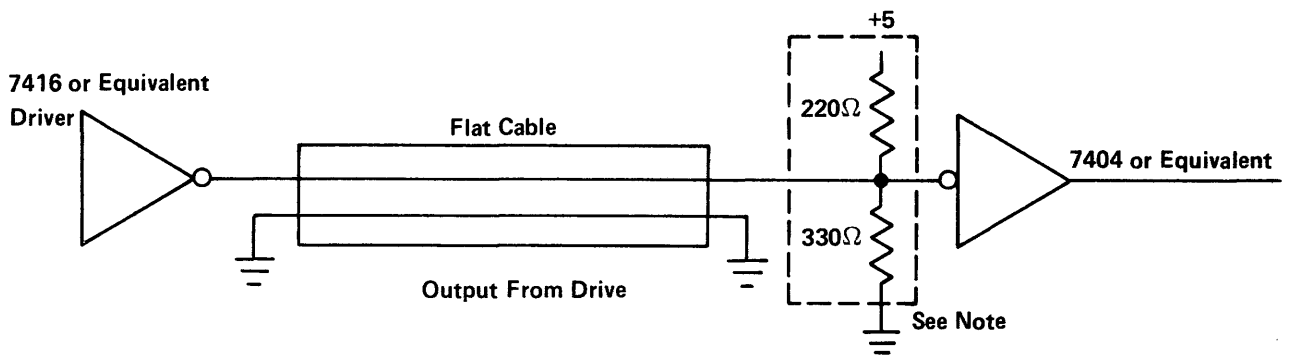 +5
7416 or Equivalent
Driver
Flat Cable
220Ω
7404 or Equivalent
330Ω
Output From Drive
See Note